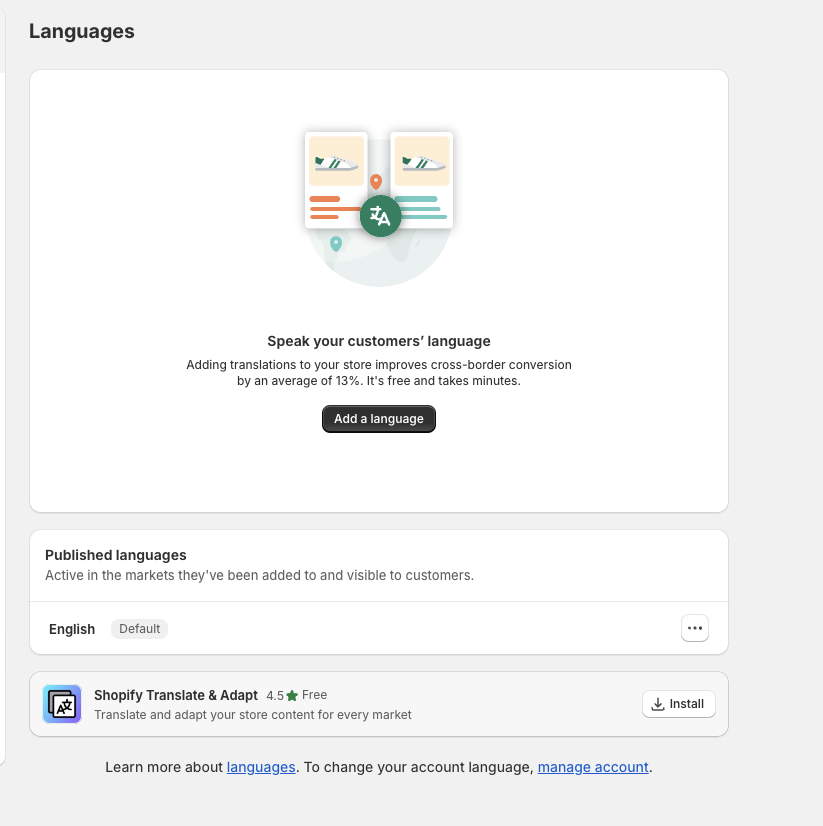 Languages
Speak your customers’ language
Adding translations to your store improves cross-border conversion
by an average of 13%. It's free and takes minutes.
Add a language
Published languages
Active in the markets they've been added to and visible to customers.
English Default
Shopify Translate & Adapt 4.5 Free
Translate and adapt your store content for every market
Install
Learn more about languages. To change your account language, manage account.